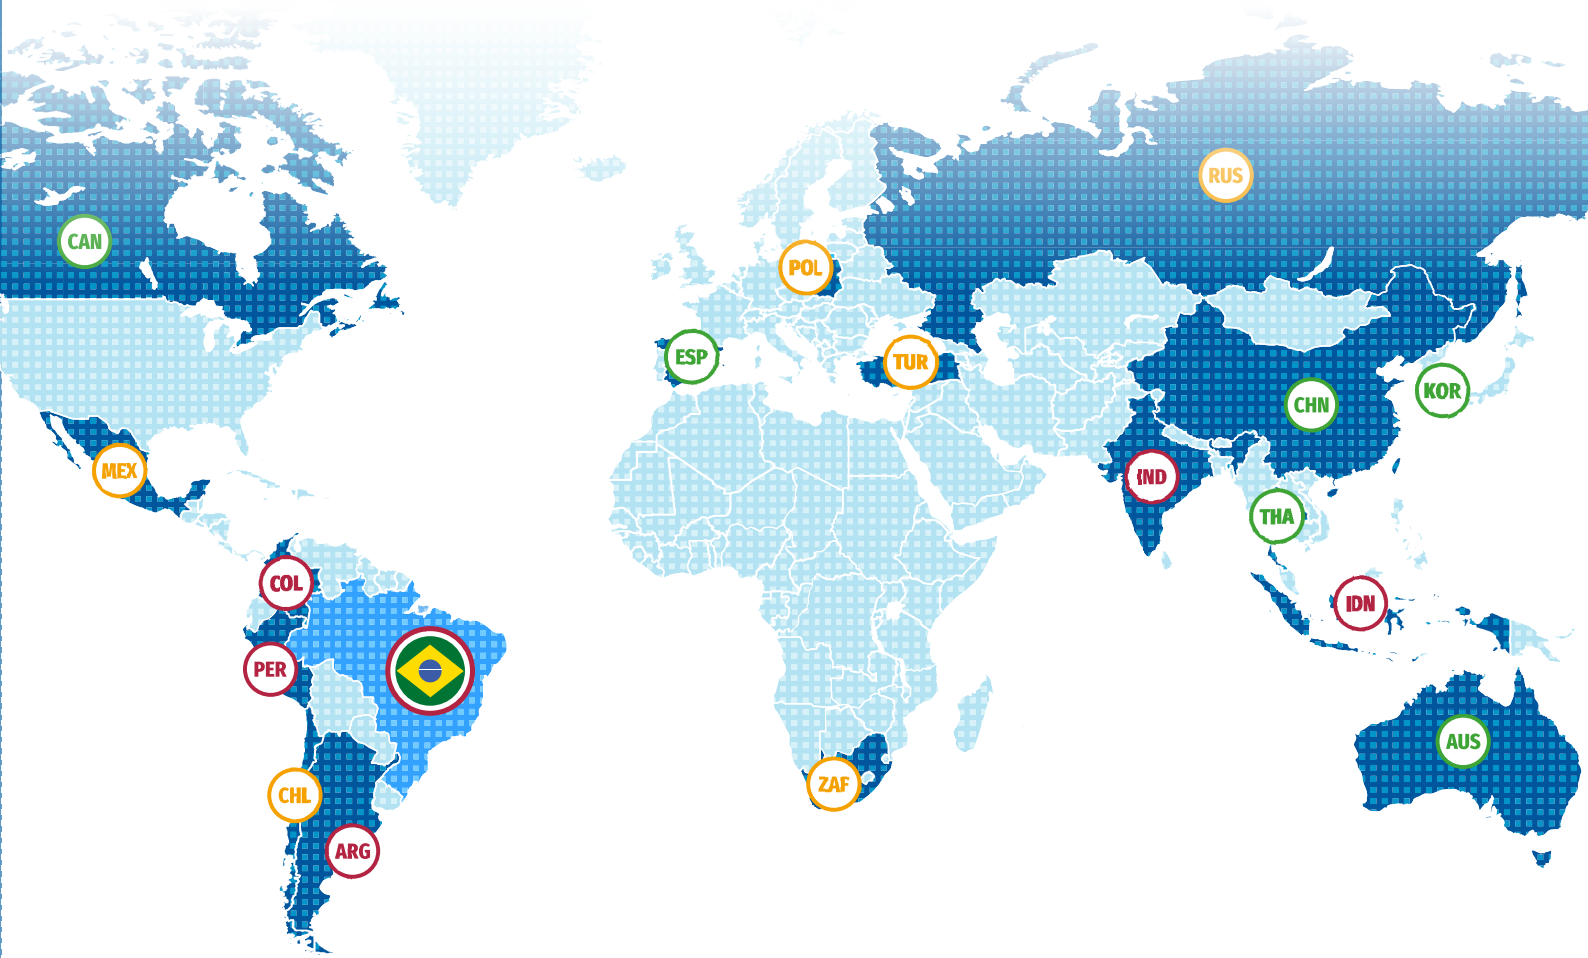 RUS
CAN
POL
ESP
TUR
KOR
CHN
MEX
IND
THA
COL
IDN
PER
AUS
ZAF
CHL
ARG